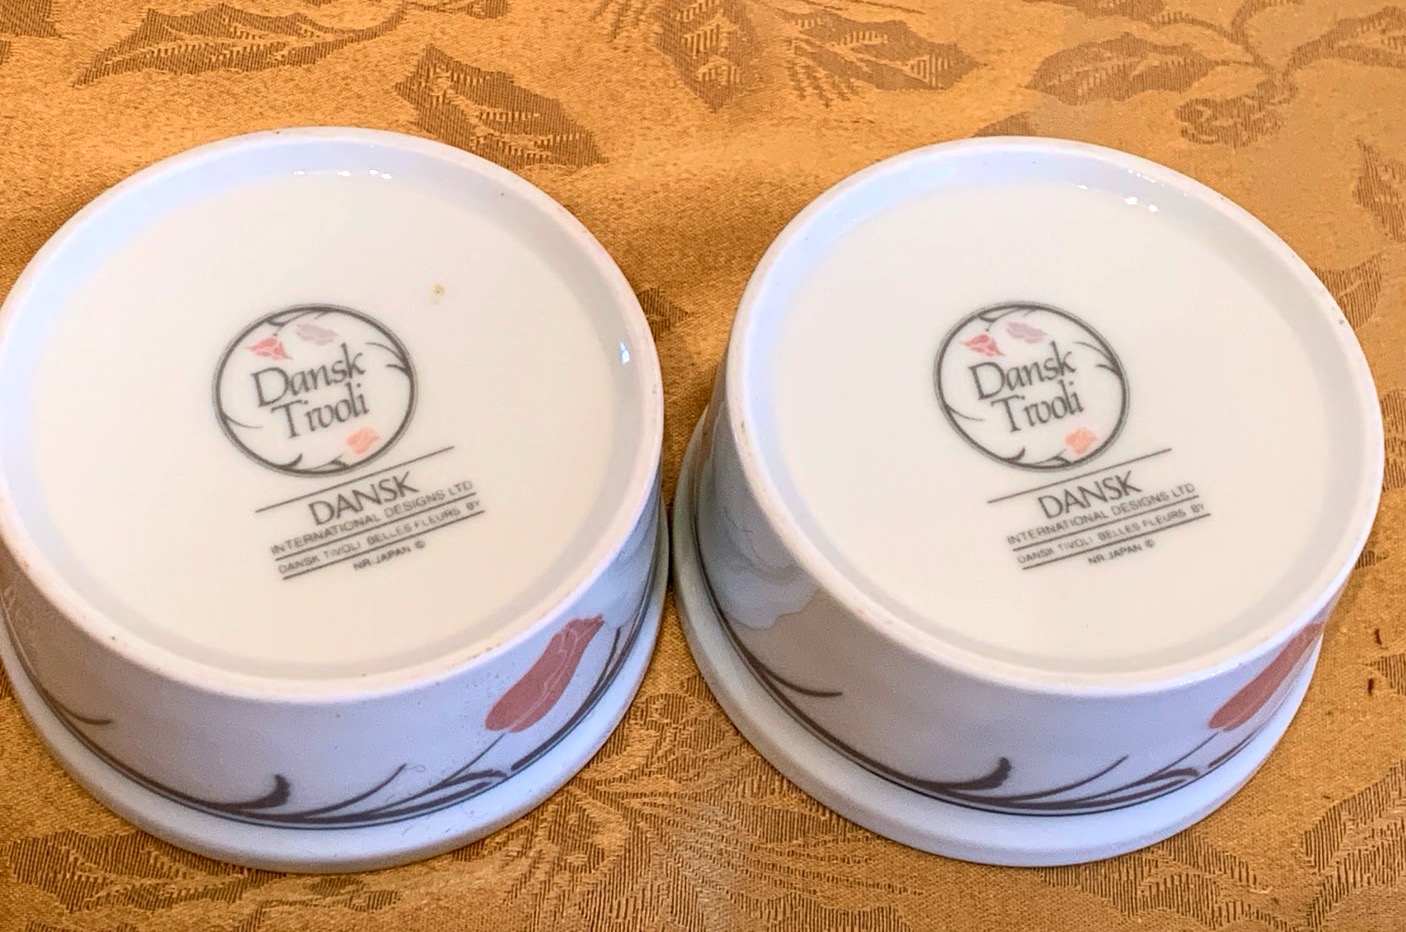 Dansk
Tivoli
DANSK
INTERNATIONAL DESIGNS LTD
DANSK TIVOLI BELLES FLEURS BY
NR. JAPAN ©
Dansk
Tivoli
DANSK
INTERNATIONAL DESIGNS LTD
DANSK TIVOLI BELLES FLEURS BY
NR. JAPAN ©